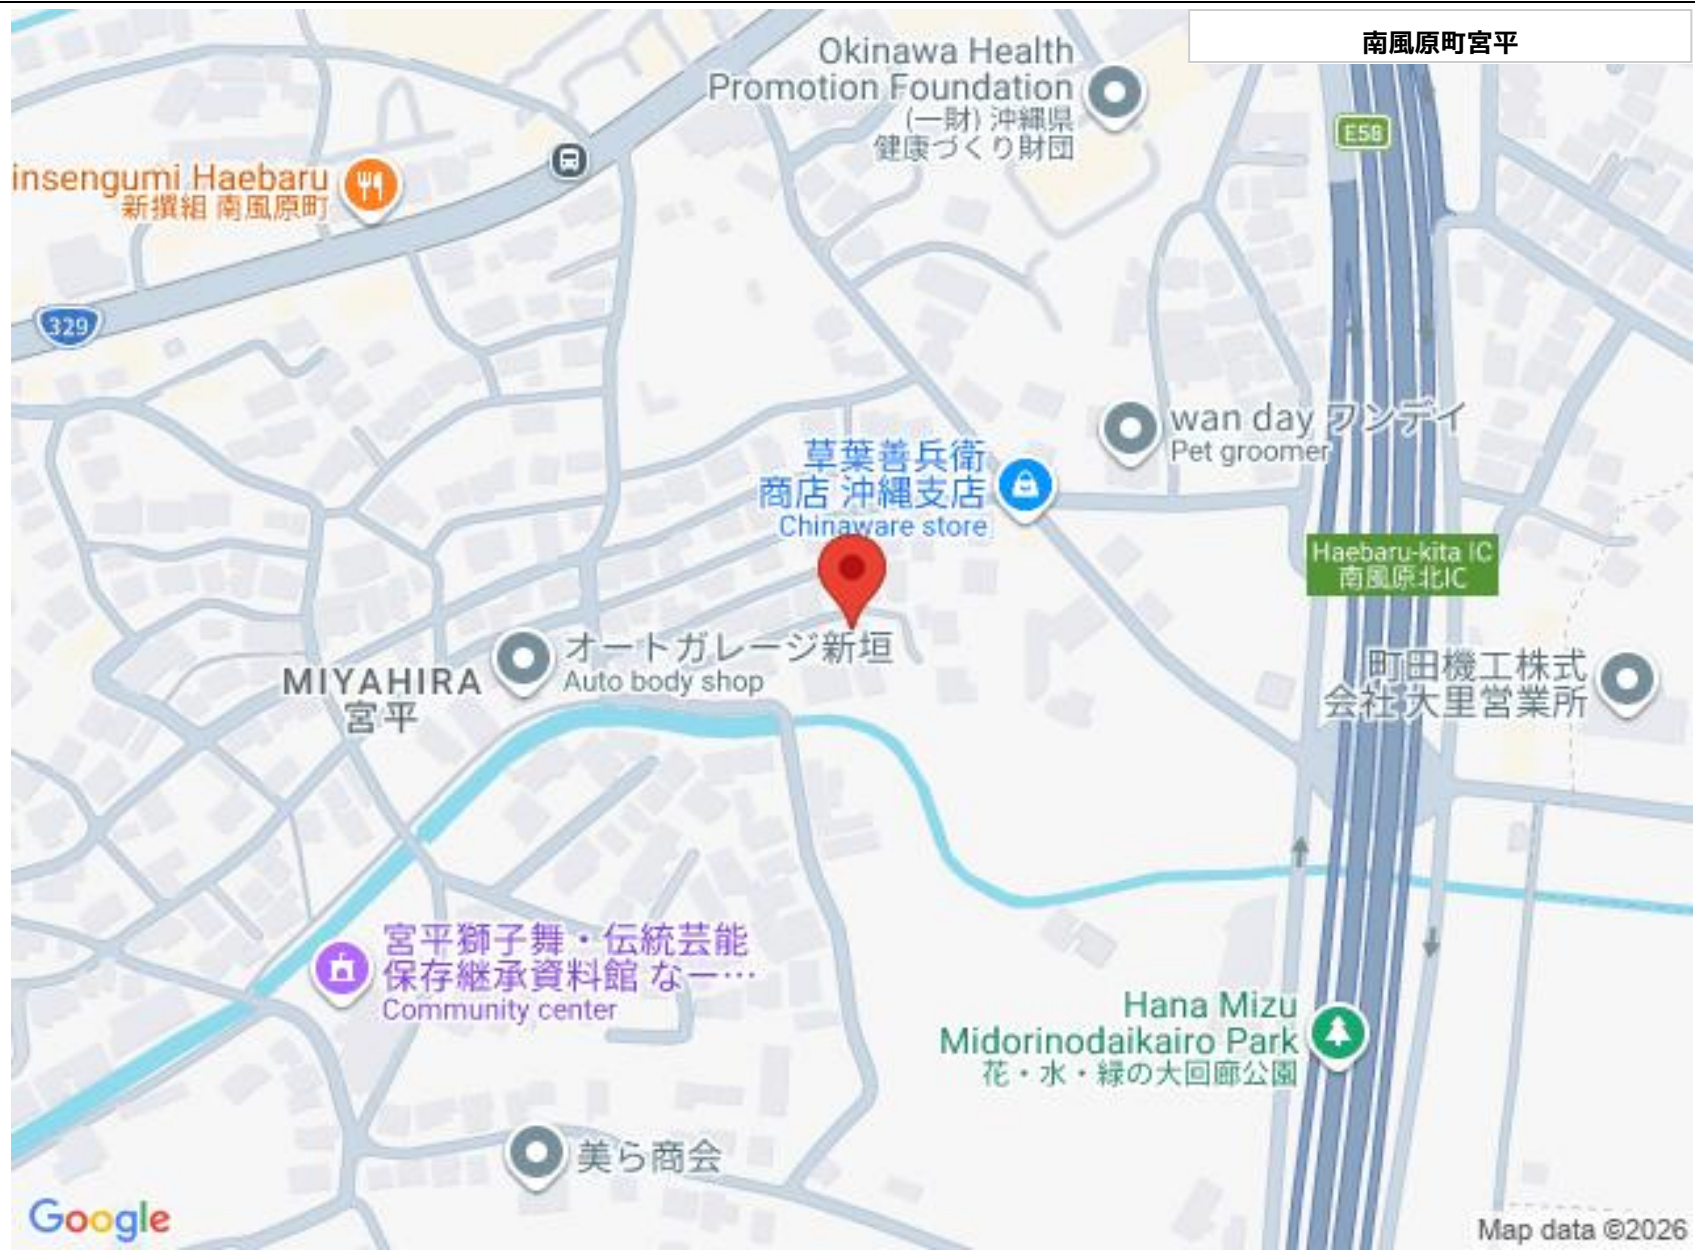 南風原町宮平
Okinawa Health
Promotion Foundation
(一財) 沖縄県
健康づくり財団
E58
insengumi Haebaru
新撰組 南風原町
329
wan day ワンデイ
Pet groomer
草葉善兵衛
商店 沖縄支店
Chinaware store
Haebaru-kita IC
南風原北IC
オートガレージ新垣
Auto body shop
MIYAHIRA
宮平
町田機工株式
会社 大里営業所
宮平獅子舞・伝統芸能
保存継承資料館 なー…
Community center
Hana Mizu
Midorinodaikairo Park
花・水・緑の大回廊公園
美ら商会
Google
Map data ©2026